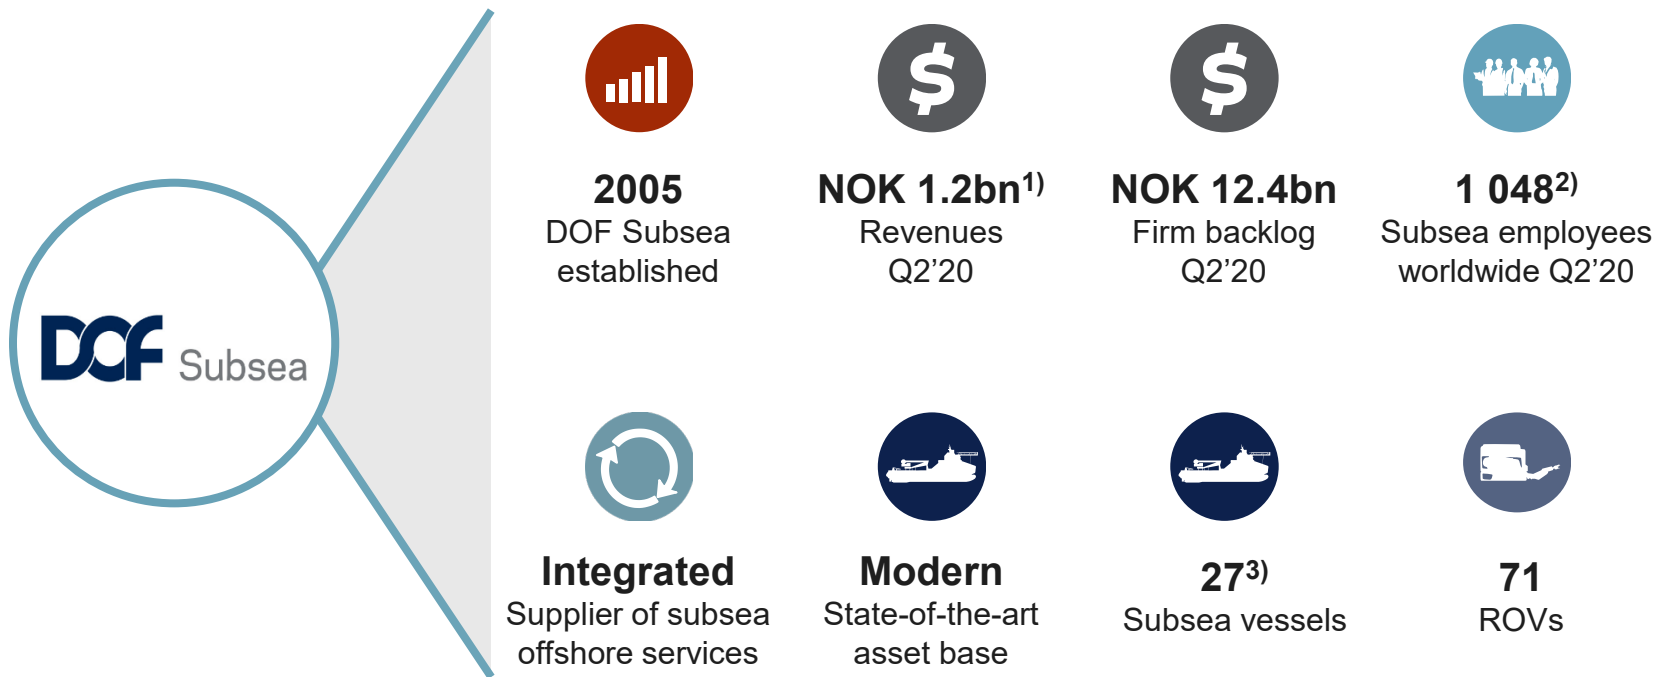 DOF Subsea
2005
DOF Subsea
established
NOK 1.2bn1)
Revenues
Q2’20
NOK 12.4bn
Firm backlog
Q2’20
1 0482)
Subsea employees
worldwide Q2’20
Integrated
Supplier of subsea
offshore services
Modern
State-of-the-art
asset base
273)
Subsea vessels
71
ROVs